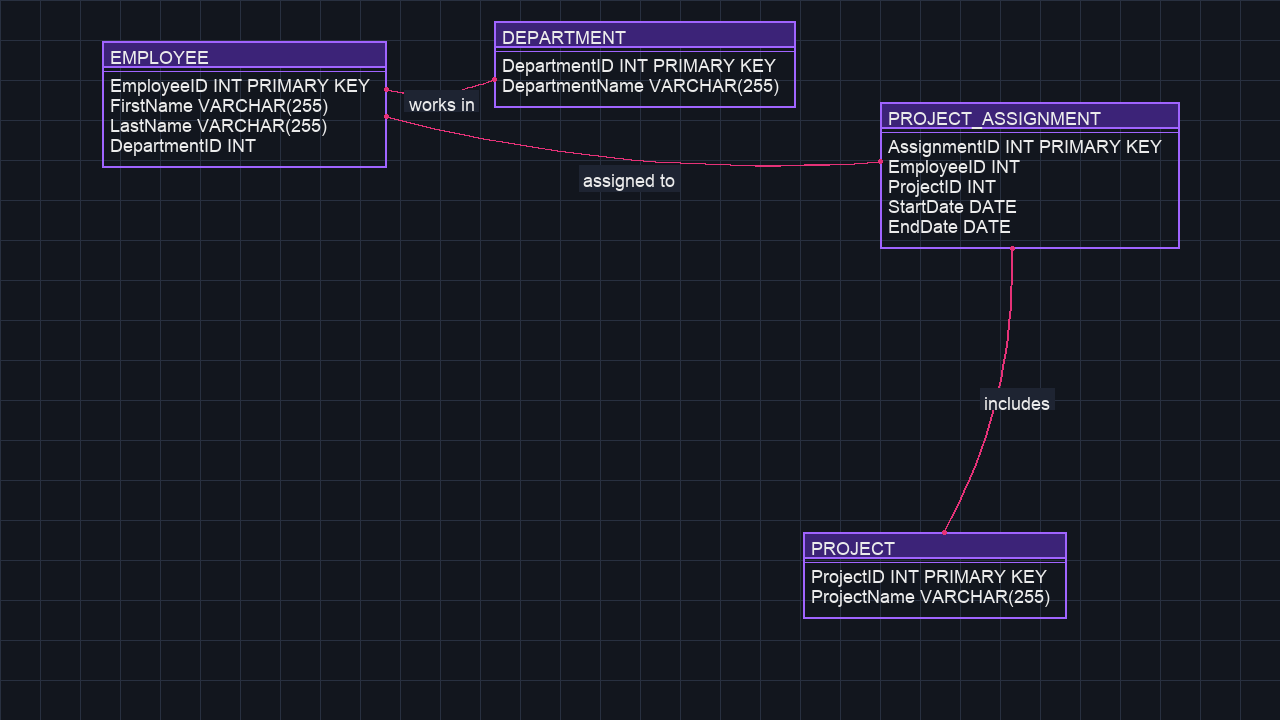 EMPLOYEE
EmployeeID INT PRIMARY KEY
FirstName VARCHAR(255)
LastName VARCHAR(255)
DepartmentID INT
works in
DEPARTMENT
DepartmentID INT PRIMARY KEY
DepartmentName VARCHAR(255)
assigned to
PROJECT_ASSIGNMENT
AssignmentID INT PRIMARY KEY
EmployeeID INT
ProjectID INT
StartDate DATE
EndDate DATE
includes
PROJECT
ProjectID INT PRIMARY KEY
ProjectName VARCHAR(255)